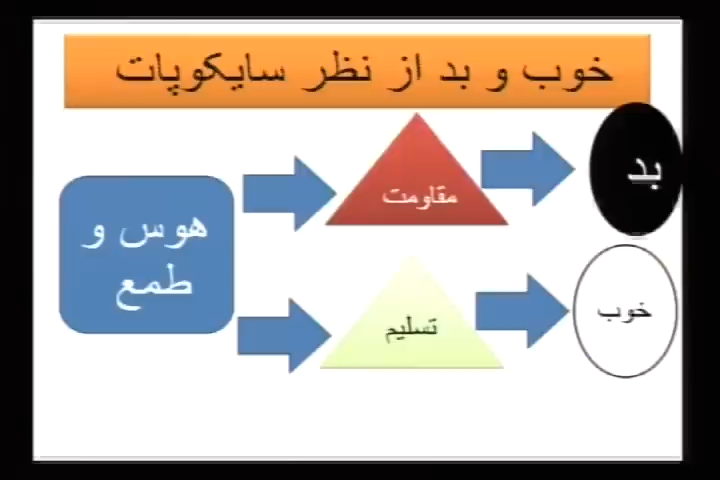 خوب و بد از نظر سایکوپات
بد
مقاومت
هوس و
طمع
خوب
تسلیم